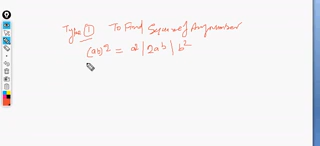 Type ① To Find Square of Any number
(ab)2 = a2 | 2ab | b²